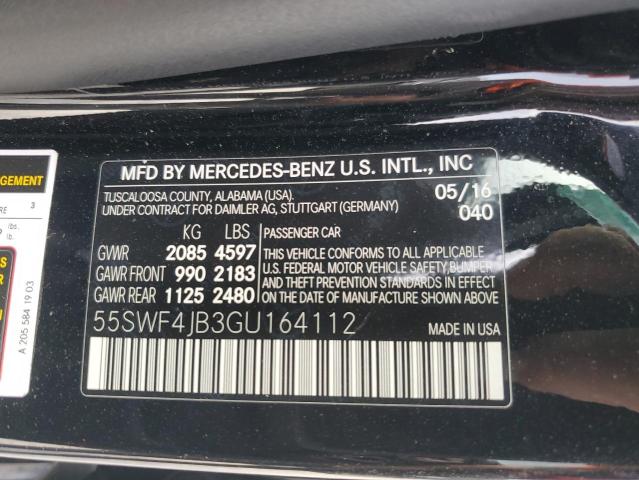 MFD BY MERCEDES-BENZ U.S. INTL., INC
TUSCALOOSA COUNTY, ALABAMA (USA).
UNDER CONTRACT FOR DAIMLER AG, STUTTGART (GERMANY)
05/16
040
KG LBS
GVWR 2085 4597
GAWR FRONT 990 2183
GAWR REAR 1125 2480
PASSENGER CAR
THIS VEHICLE CONFORMS TO ALL APPLICABLE
U.S. FEDERAL MOTOR VEHICLE SAFETY, BUMPER
AND THEFT PREVENTION STANDARDS
IN EFFECT ON THE DATE OF
MANUFACTURE SHOWN ABOVE.
55SWF4JB3GU164112
MADE IN USA
3
lbs.
A 205 584 19 03